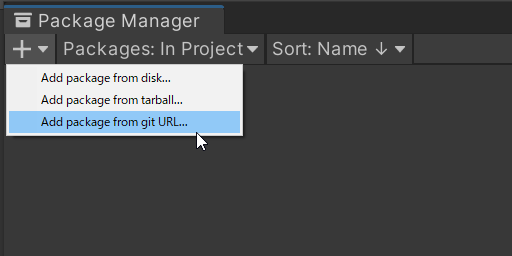 Package Manager
Packages: In Project Sort: Name ↓
Add package from disk...
Add package from tarball...
Add package from git URL...